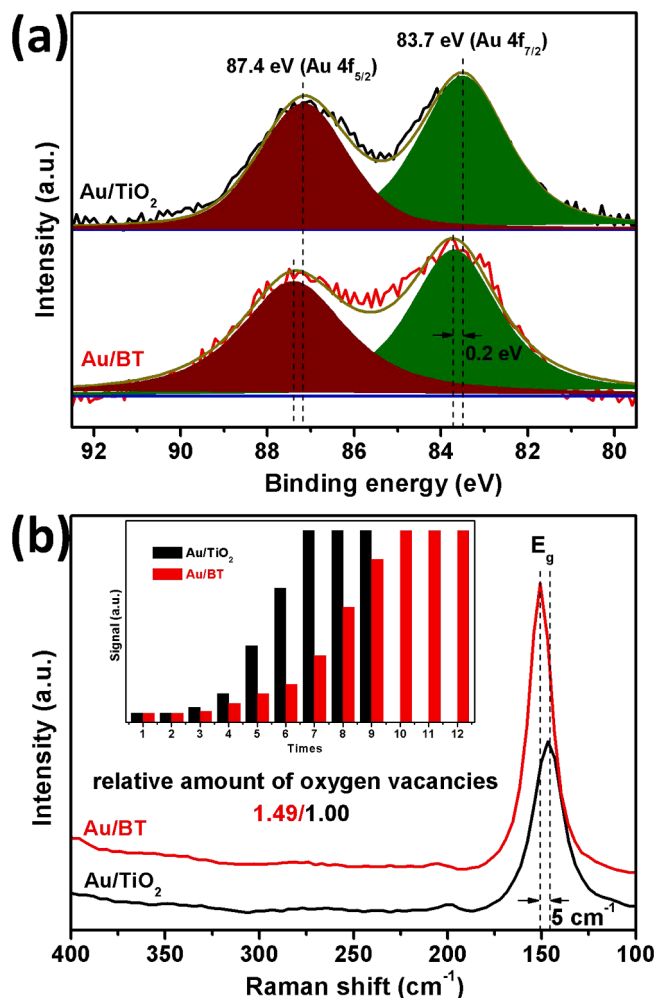 (a)
87.4 eV (Au 4f5/2)
83.7 eV (Au 4f7/2)
Au/TiO2
Au/BT
0.2 eV
Intensity (a.u.)
92 90 88 86 84 82 80
Binding energy (eV)
(b)
Eg
Au/TiO2
Au/BT
Signal (a.u.)
1 2 3 4 5 6 7 8 9 10 11 12
Times
relative amount of oxygen vacancies
1.49/1.00
Au/BT
Au/TiO2
5 cm-1
Intensity (a.u.)
400 350 300 250 200 150 100
Raman shift (cm-1)